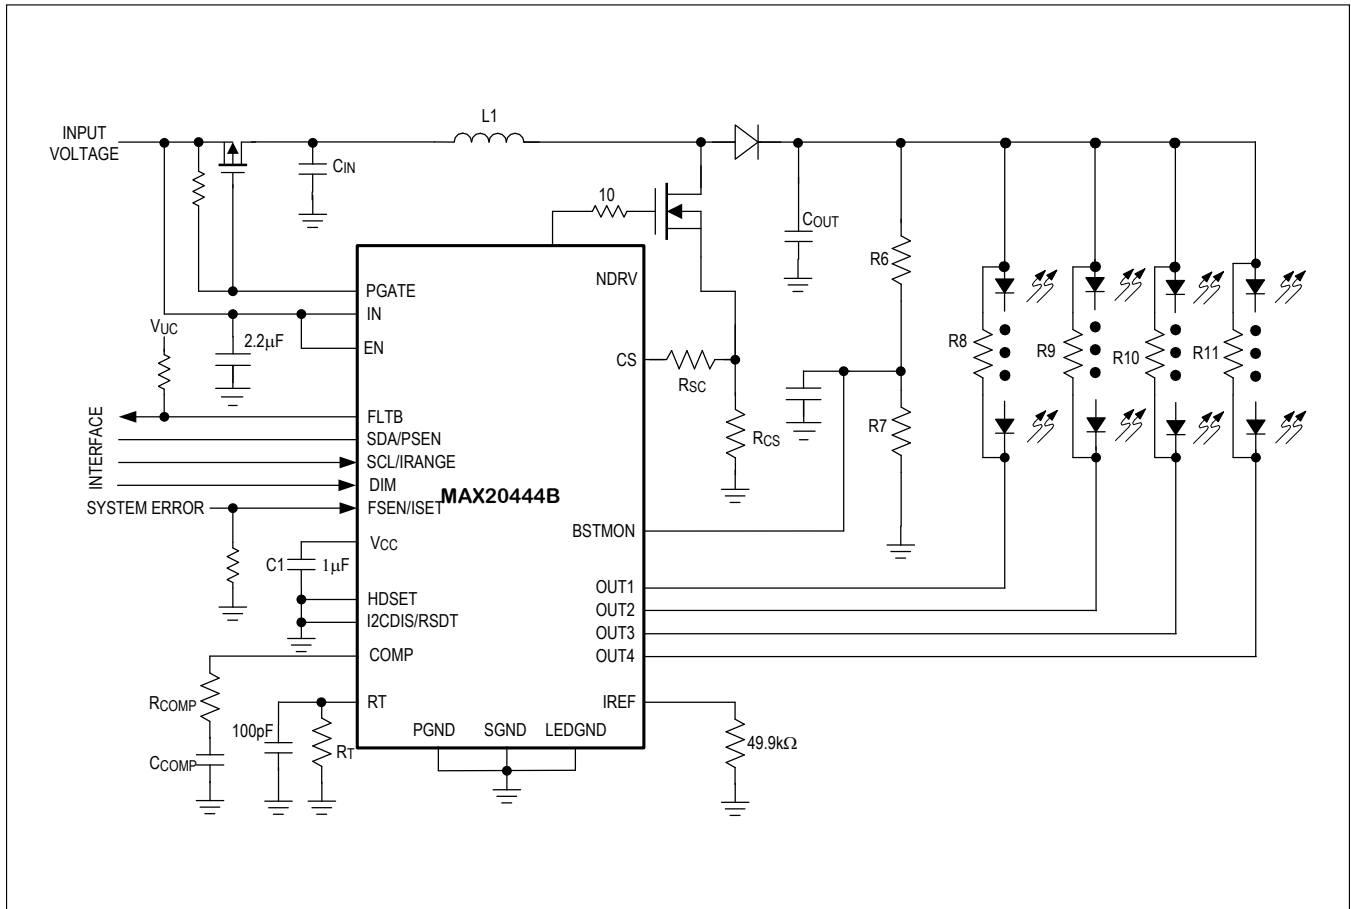 L1
INPUT
VOLTAGE
CIN
10
COUT
R6
NDRV
PGATE
IN
VUC
2.2μF
EN
CS
RSC
R8
R9
R10
R11
FLTB
INTERFACE
SDA/PSEN
RCS
R7
SCL/IRANGE
DIM
MAX20444B
SYSTEM ERROR
FSEN/ISET
BSTMON
VCC
C1
1μF
OUT1
HDSET
OUT2
I2CDIS/RSDT
OUT3
COMP
OUT4
RCOMP
RT
IREF
100pF
PGND
SGND
LEDGND
RT
49.9kΩ
CCOMP